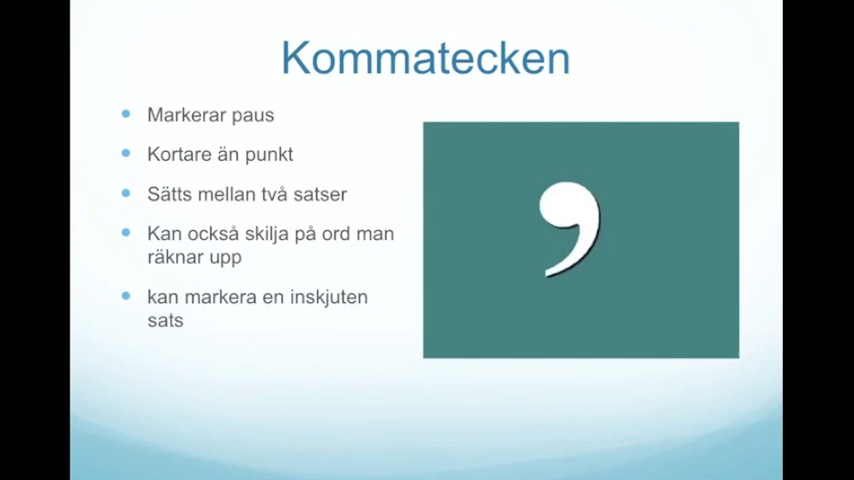 Kommatecken
• Markerar paus
• Kortare än punkt
• Sätts mellan två satser
• Kan också skilja på ord man
räknar upp
• kan markera en inskjuten
sats
,